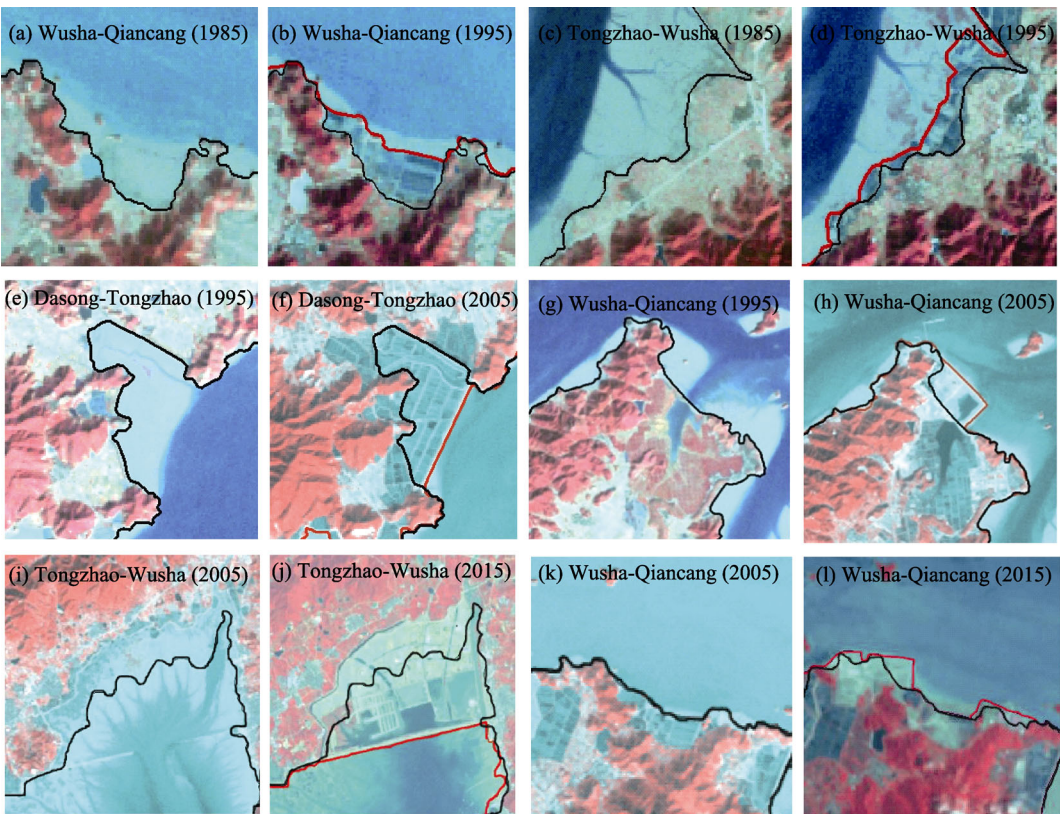 (a) Wusha-Qiancang (1985)
(b) Wusha-Qiancang (1995)
(c) Tongzhao-Wusha (1985)
(d) Tongzhao-Wusha (1995)
(e) Dasong-Tongzhao (1995)
(f) Dasong-Tongzhao (2005)
(g) Wusha-Qiancang (1995)
(h) Wusha-Qiancang (2005)
(i) Tongzhao-Wusha (2005)
(j) Tongzhao-Wusha (2015)
(k) Wusha-Qiancang (2005)
(l) Wusha-Qiancang (2015)